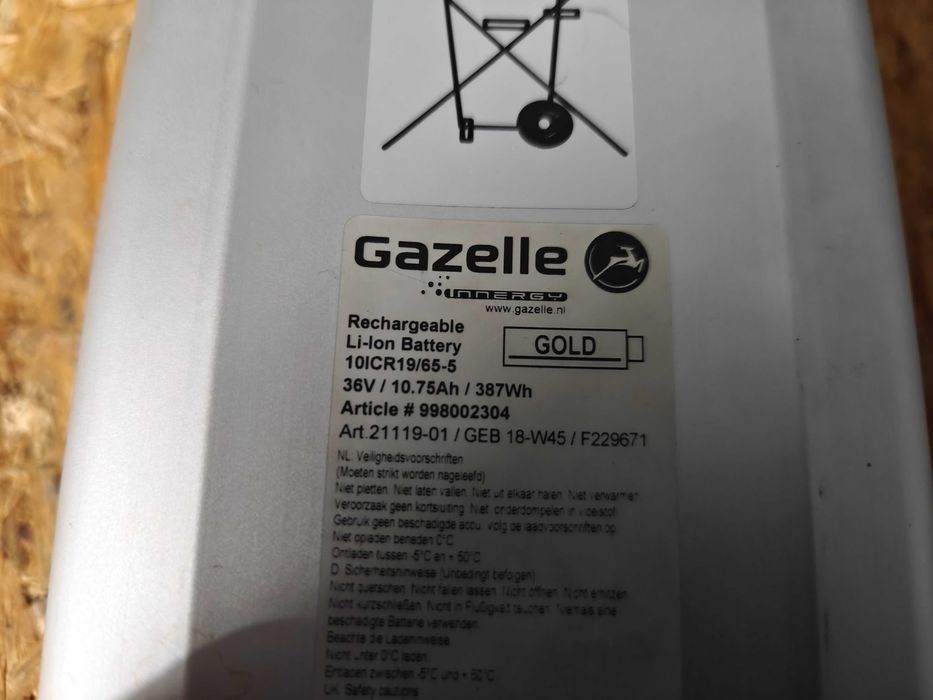 Gazelle
INNERGY
www.gazelle.nl
Rechargeable
Li-Ion Battery
10ICR19/65-5
GOLD
36V / 10.75Ah / 387Wh
Article # 998002304
Art.21119-01 / GEB 18-W45 / F229671
NL: Veiligheidsvoorschriften
(Moeten strikt worden nageleefd)
Niet pletten. Niet laten vallen. Niet uit elkaar halen. Niet verwarmen.
Veroorzaak geen kortsluiting. Niet onderdompelen in vloeistof.
Gebruik geen beschadigde accu. Volg de laadvoorschriften op.
Niet opladen beneden 0°C
Ontladen tussen -5°C en + 50°C
D: Sicherheitshinweise (Unbedingt befolgen)
Nicht quetschen. Nicht fallen lassen. Nicht öffnen. Nicht erhitzen.
Nicht kurzschließen. Nicht in Flußigkeit tauchen. Niemals eine
beschädigte Batterie verwenden.
Beachte die Ladehinweise
Nicht unter 0°C laden.
Entladen zwischen -5°C und + 50°C
UK: Safety cautions